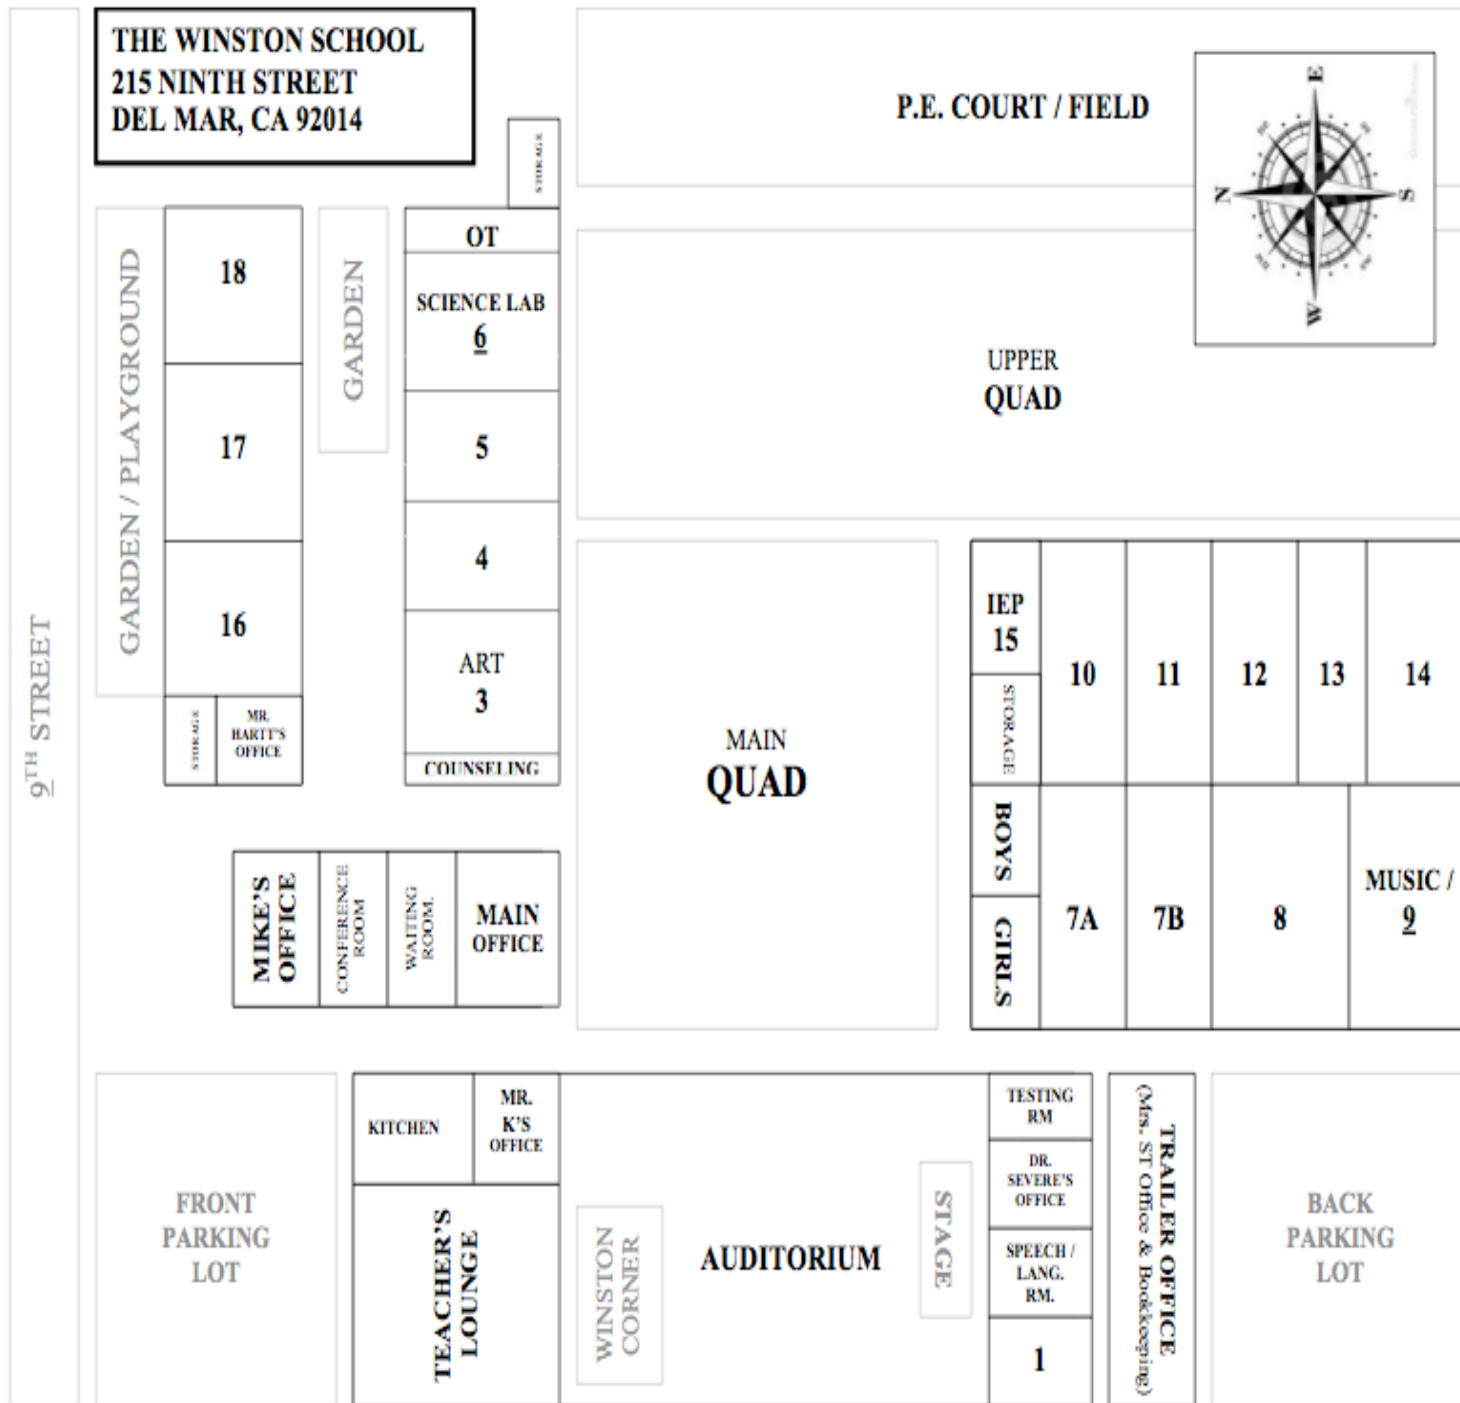 THE WINSTON SCHOOL
215 NINTH STREET
DEL MAR, CA 92014
P.E. COURT / FIELD
E
N
S
W
STORAGE
GARDEN / PLAYGROUND
18
17
16
STORAGE
MR.
HARTT'S
OFFICE
GARDEN
OT
SCIENCE LAB
6
5
4
ART
3
COUNSELING
UPPER
QUAD
9TH STREET
MAIN
QUAD
IEP
15
STORAGE
10
11
12
13
14
BOYS
GIRLS
7A
7B
8
MUSIC /
9
MIKE'S
OFFICE
CONFERENCE
ROOM
WAITING
ROOM.
MAIN
OFFICE
FRONT
PARKING
LOT
KITCHEN
MR.
K'S
OFFICE
TEACHER'S
LOUNGE
WINSTON
CORNER
AUDITORIUM
STAGE
TESTING
RM
DR.
SEVERE'S
OFFICE
SPEECH /
LANG.
RM.
1
TRAILER OFFICE
(Mrs. ST Office & Bookkeeping)
BACK
PARKING
LOT